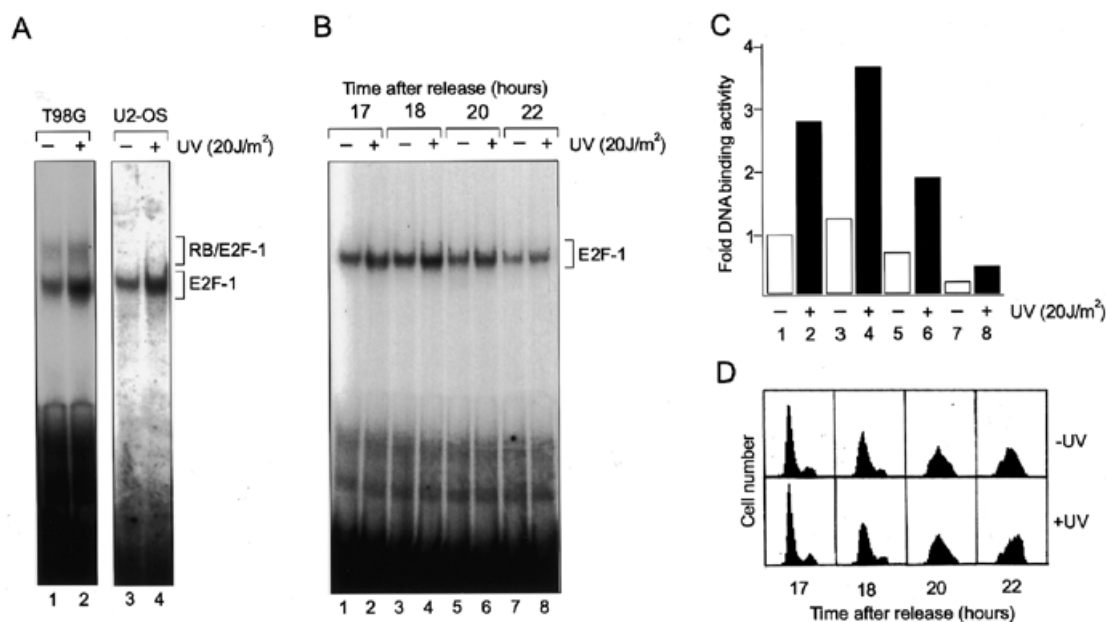 A
T98G U2-OS
− + − + UV (20J/m²)
RB/E2F-1
E2F-1
1 2 3 4
B
Time after release (hours)
17 18 20 22
− + − + − + − + UV (20J/m²)
E2F-1
1 2 3 4 5 6 7 8
C
Fold DNA binding activity
4
3
2
1
− + − + − + − + UV (20J/m²)
1 2 3 4 5 6 7 8
D
Cell number
-UV
+UV
17 18 20 22
Time after release (hours)